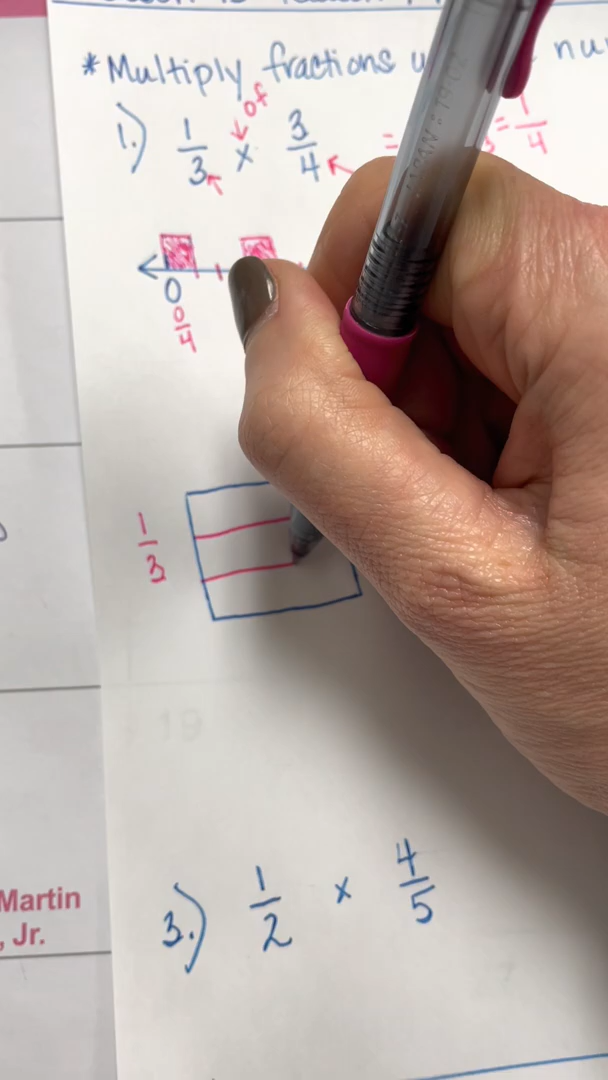 *Multiply fractions
of
1.) 1/3 x 3/4 = = 1/4
0
0/4
1/3
19
3.) 1/2 x 4/5
Martin
, Jr.